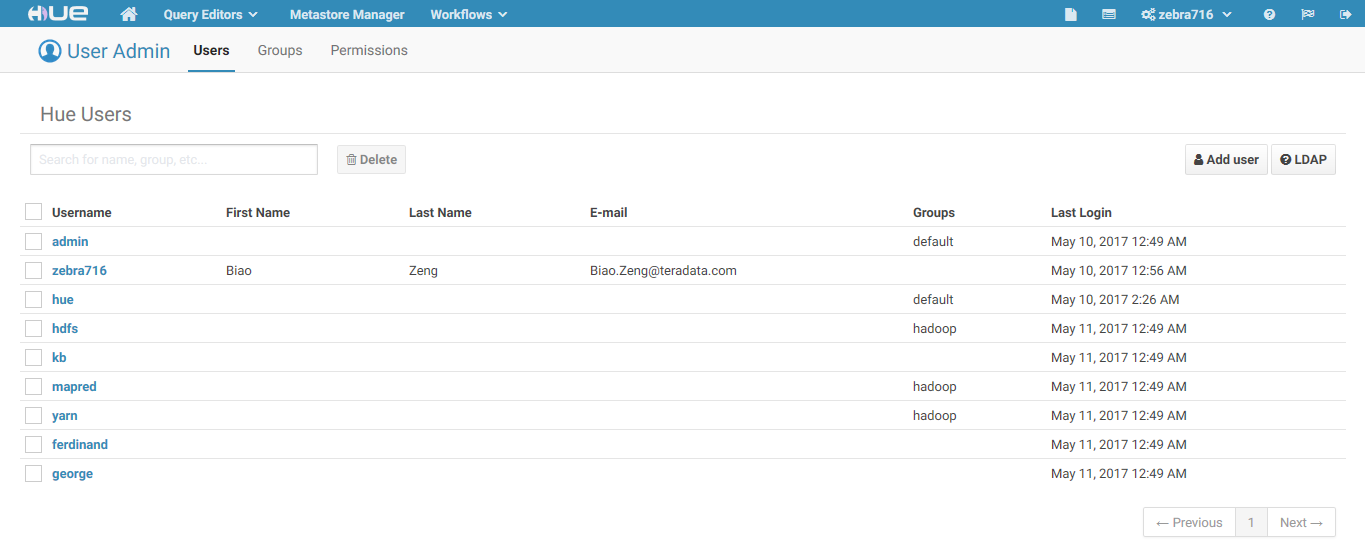 HUE Query Editors Metastore Manager Workflows zebra716
User Admin Users Groups Permissions
Hue Users
Search for name, group, etc... Delete Add user LDAP
Username First Name Last Name E-mail Groups Last Login
admin default May 10, 2017 12:49 AM
zebra716 Biao Zeng Biao.Zeng@teradata.com May 10, 2017 12:56 AM
hue default May 10, 2017 2:26 AM
hdfs hadoop May 11, 2017 12:49 AM
kb May 11, 2017 12:49 AM
mapred hadoop May 11, 2017 12:49 AM
yarn hadoop May 11, 2017 12:49 AM
ferdinand May 11, 2017 12:49 AM
george May 11, 2017 12:49 AM
← Previous 1 Next →